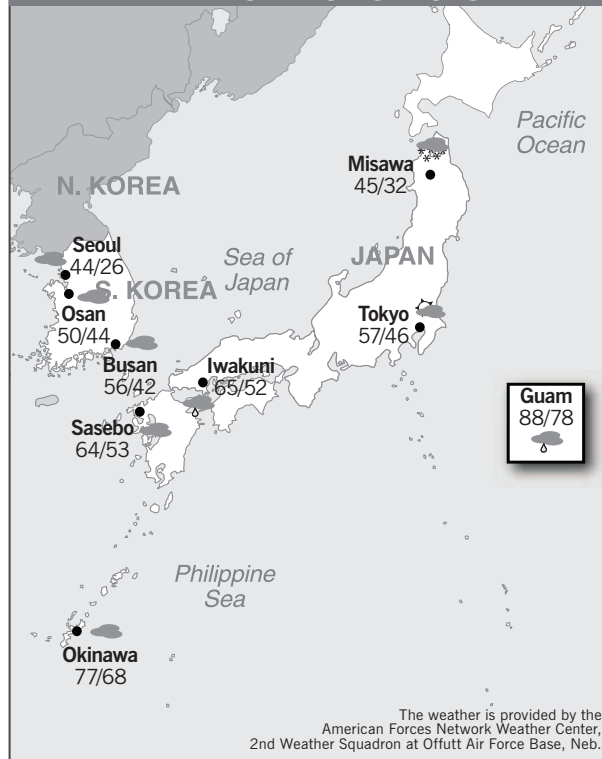 Pacific
Ocean
Misawa
45/32
N. KOREA
Seoul
44/26
Sea of
Japan
JAPAN
S. KOREA
Osan
50/44
Tokyo
57/46
Busan
56/42
Iwakuni
65/52
Guam
88/78
Sasebo
64/53
Philippine
Sea
Okinawa
77/68
The weather is provided by the
American Forces Network Weather Center,
2nd Weather Squadron at Offutt Air Force Base, Neb.